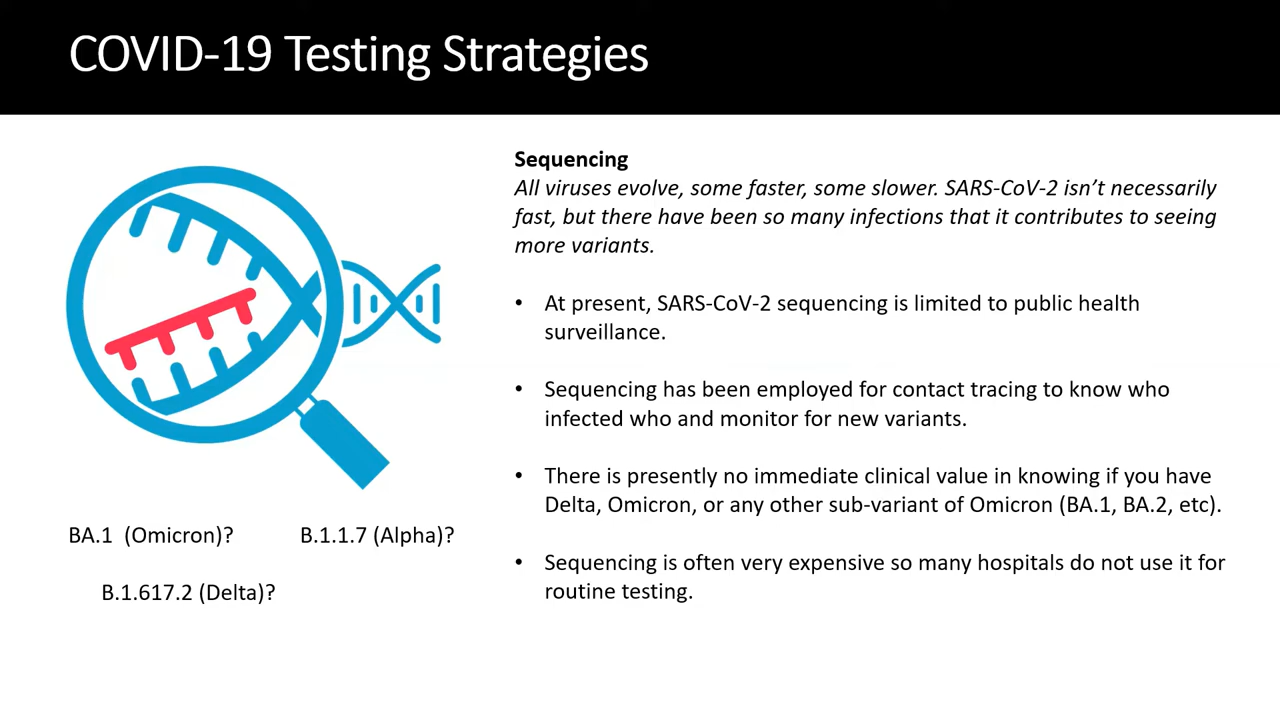 COVID-19 Testing Strategies
Sequencing
All viruses evolve, some faster, some slower. SARS-CoV-2 isn’t necessarily
fast, but there have been so many infections that it contributes to seeing
more variants.
• At present, SARS-CoV-2 sequencing is limited to public health
surveillance.
• Sequencing has been employed for contact tracing to know who
infected who and monitor for new variants.
• There is presently no immediate clinical value in knowing if you have
Delta, Omicron, or any other sub-variant of Omicron (BA.1, BA.2, etc).
• Sequencing is often very expensive so many hospitals do not use it for
routine testing.
BA.1 (Omicron)?
B.1.1.7 (Alpha)?
B.1.617.2 (Delta)?